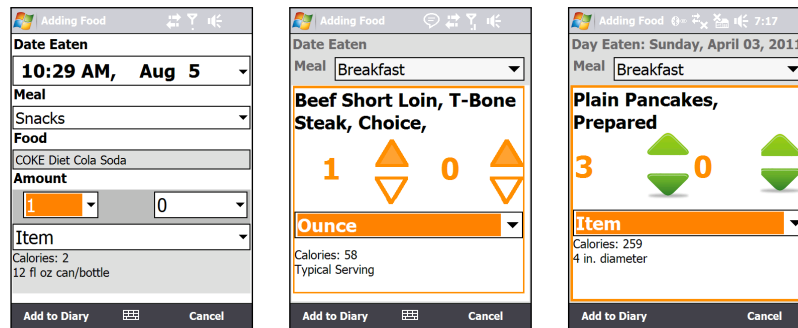 Adding Food
Date Eaten
10:29 AM, Aug 5
Meal
Snacks
Food
COKE Diet Cola Soda
Amount
1 0
Item
Calories: 2
12 fl oz can/bottle
Add to Diary Cancel
Adding Food
Date Eaten
Meal Breakfast
Beef Short Loin, T-Bone
Steak, Choice,
1 0
Ounce
Calories: 58
Typical Serving
Add to Diary Cancel
Adding Food 7:17
Day Eaten: Sunday, April 03, 2011
Meal Breakfast
Plain Pancakes,
Prepared
3 0
Item
Calories: 259
4 in. diameter
Add to Diary Cancel